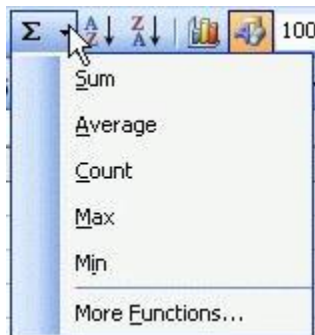 Σ A Z Z A 100
Sum
Average
Count
Max
Min
More Functions...